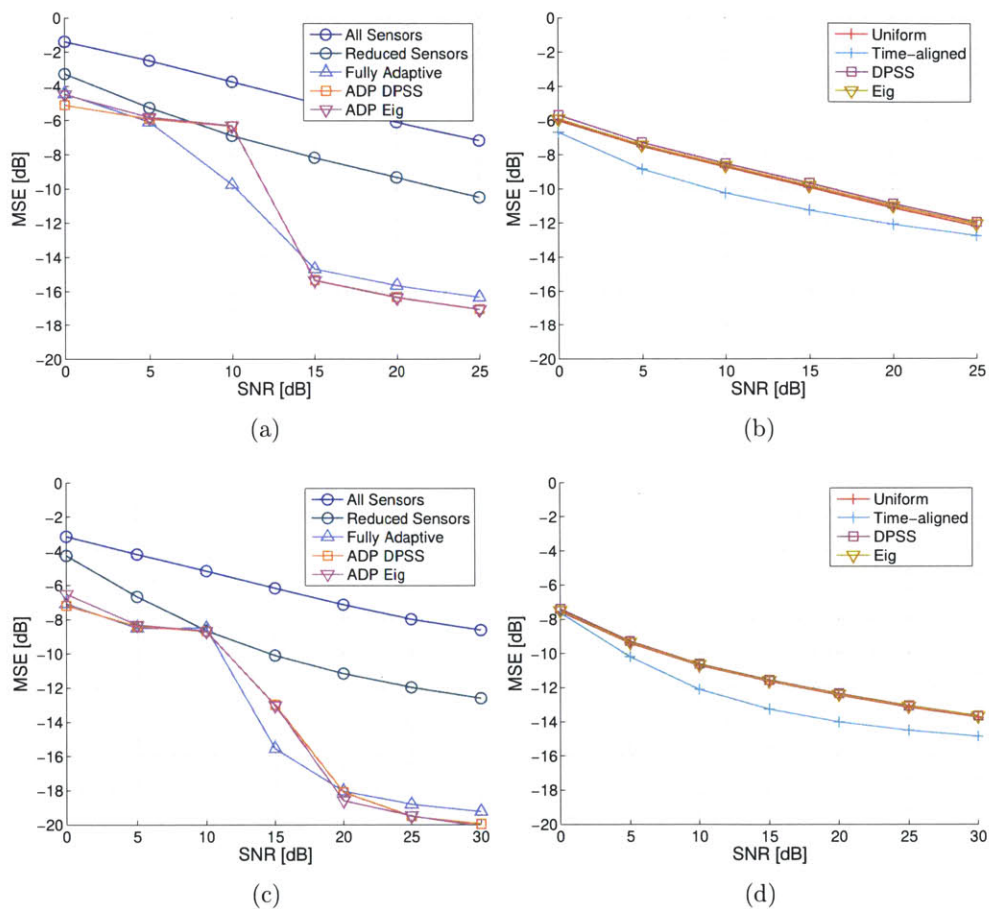 0
−2
−4
−6
−8
−10
−12
−14
−16
−18
−20
MSE [dB]
All Sensors
Reduced Sensors
Fully Adaptive
ADP DPSS
ADP Eig
0 5 10 15 20 25
SNR [dB]
(a)
0
−2
−4
−6
−8
−10
−12
−14
−16
−18
−20
MSE [dB]
Uniform
Time−aligned
DPSS
Eig
0 5 10 15 20 25
SNR [dB]
(b)
0
−2
−4
−6
−8
−10
−12
−14
−16
−18
−20
MSE [dB]
All Sensors
Reduced Sensors
Fully Adaptive
ADP DPSS
ADP Eig
0 5 10 15 20 25 30
SNR [dB]
(c)
0
−2
−4
−6
−8
−10
−12
−14
−16
−18
−20
MSE [dB]
Uniform
Time−aligned
DPSS
Eig
0 5 10 15 20 25 30
SNR [dB]
(d)